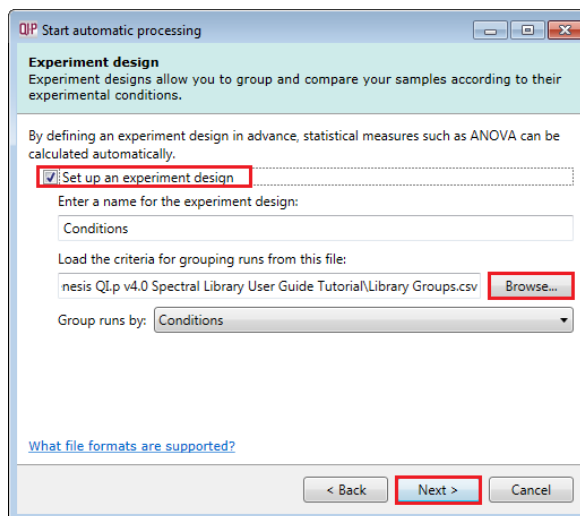 QIP Start automatic processing
Experiment design
Experiment designs allow you to group and compare your samples according to their
experimental conditions.
By defining an experiment design in advance, statistical measures such as ANOVA can be
calculated automatically.
Set up an experiment design
Enter a name for the experiment design:
Conditions
Load the criteria for grouping runs from this file:
nesis QI.p v4.0 Spectral Library User Guide Tutorial\Library Groups.csv Browse...
Group runs by: Conditions
What file formats are supported?
< Back Next > Cancel